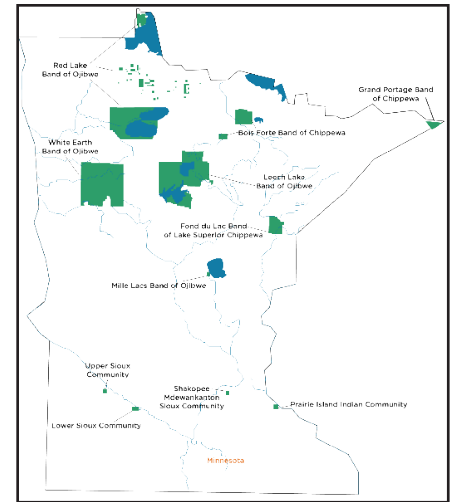 Red Lake
Band of Ojibwe
Grand Portage Band
of Chippewa
Bois Forte Band of Chippewa
White Earth
Band of Ojibwe
Leech Lake
Band of Ojibwe
Fond du Lac Band
of Lake Superior Chippewa
Mille Lacs Band of Ojibwe
Upper Sioux
Community
Shakopee
Mdewankanton
Sioux Community
Prairie Island Indian Community
Lower Sioux Community
Minnesota